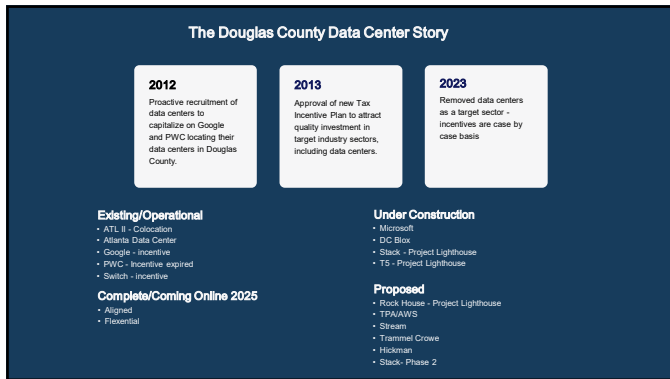 The Douglas County Data Center Story
2012
Proactive recruitment of
data centers to
capitalize on Google
and PWC locating their
data centers in Douglas
County.
2013
Approval of new Tax
Incentive Plan to attract
quality investment in
target industry sectors,
including data centers.
2023
Removed data centers
as a target sector -
incentives are case by
case basis
Existing/Operational
• ATL II - Colocation
• Atlanta Data Center
• Google - incentive
• PWC - Incentive expired
• Switch - incentive
Complete/Coming Online 2025
• Aligned
• Flexential
Under Construction
• Microsoft
• DC Blox
• Stack - Project Lighthouse
• T5 - Project Lighthouse
Proposed
• Rock House - Project Lighthouse
• TPA/AWS
• Stream
• Trammel Crowe
• Hickman
• Stack- Phase 2